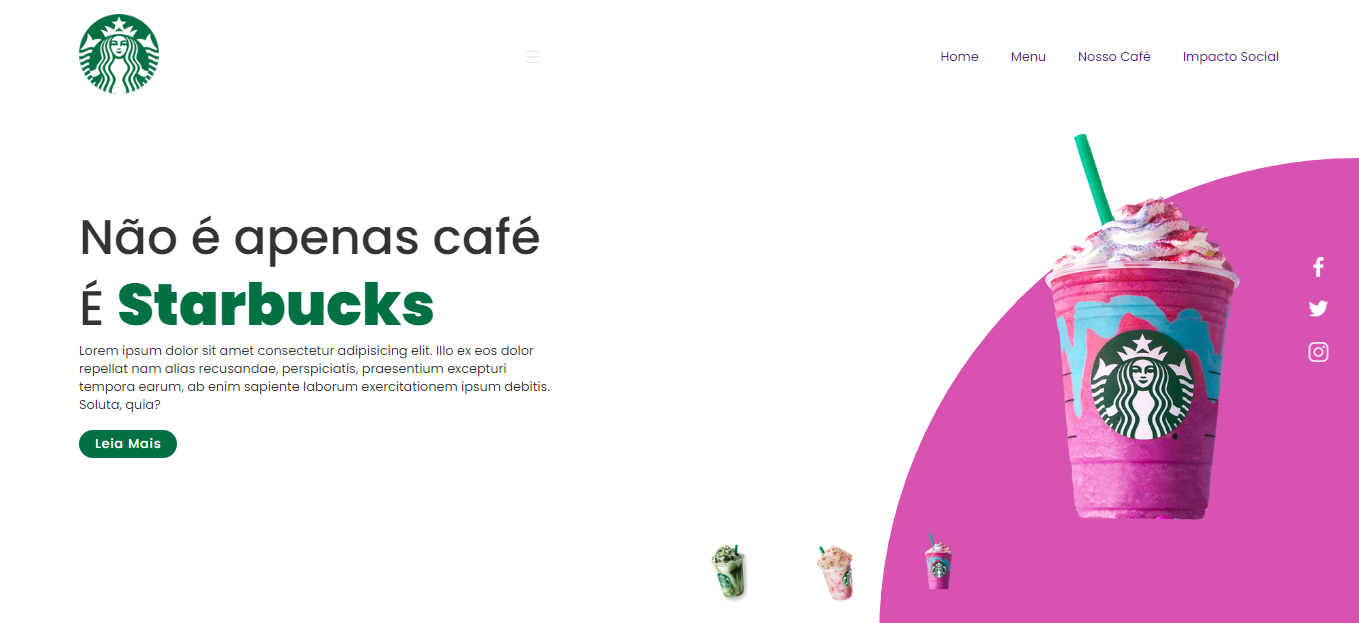 Home Menu Nosso Café Impacto Social
Não é apenas café
É Starbucks
Lorem ipsum dolor sit amet consectetur adipisicing elit. Illo ex eos dolor
repellat nam alias recusandae, perspiciatis, praesentium excepturi
tempora earum, ab enim sapiente laborum exercitationem ipsum debitis.
Soluta, quia?
Leia Mais